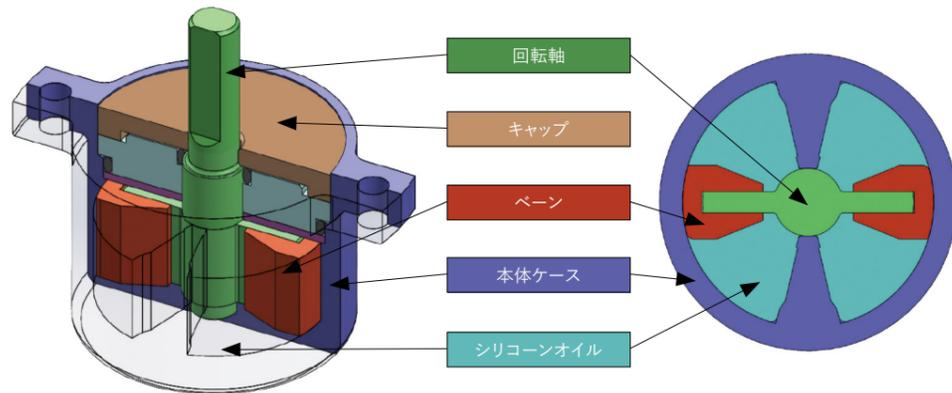 回転軸
キャップ
ベーン
本体ケース
シリコーンオイル